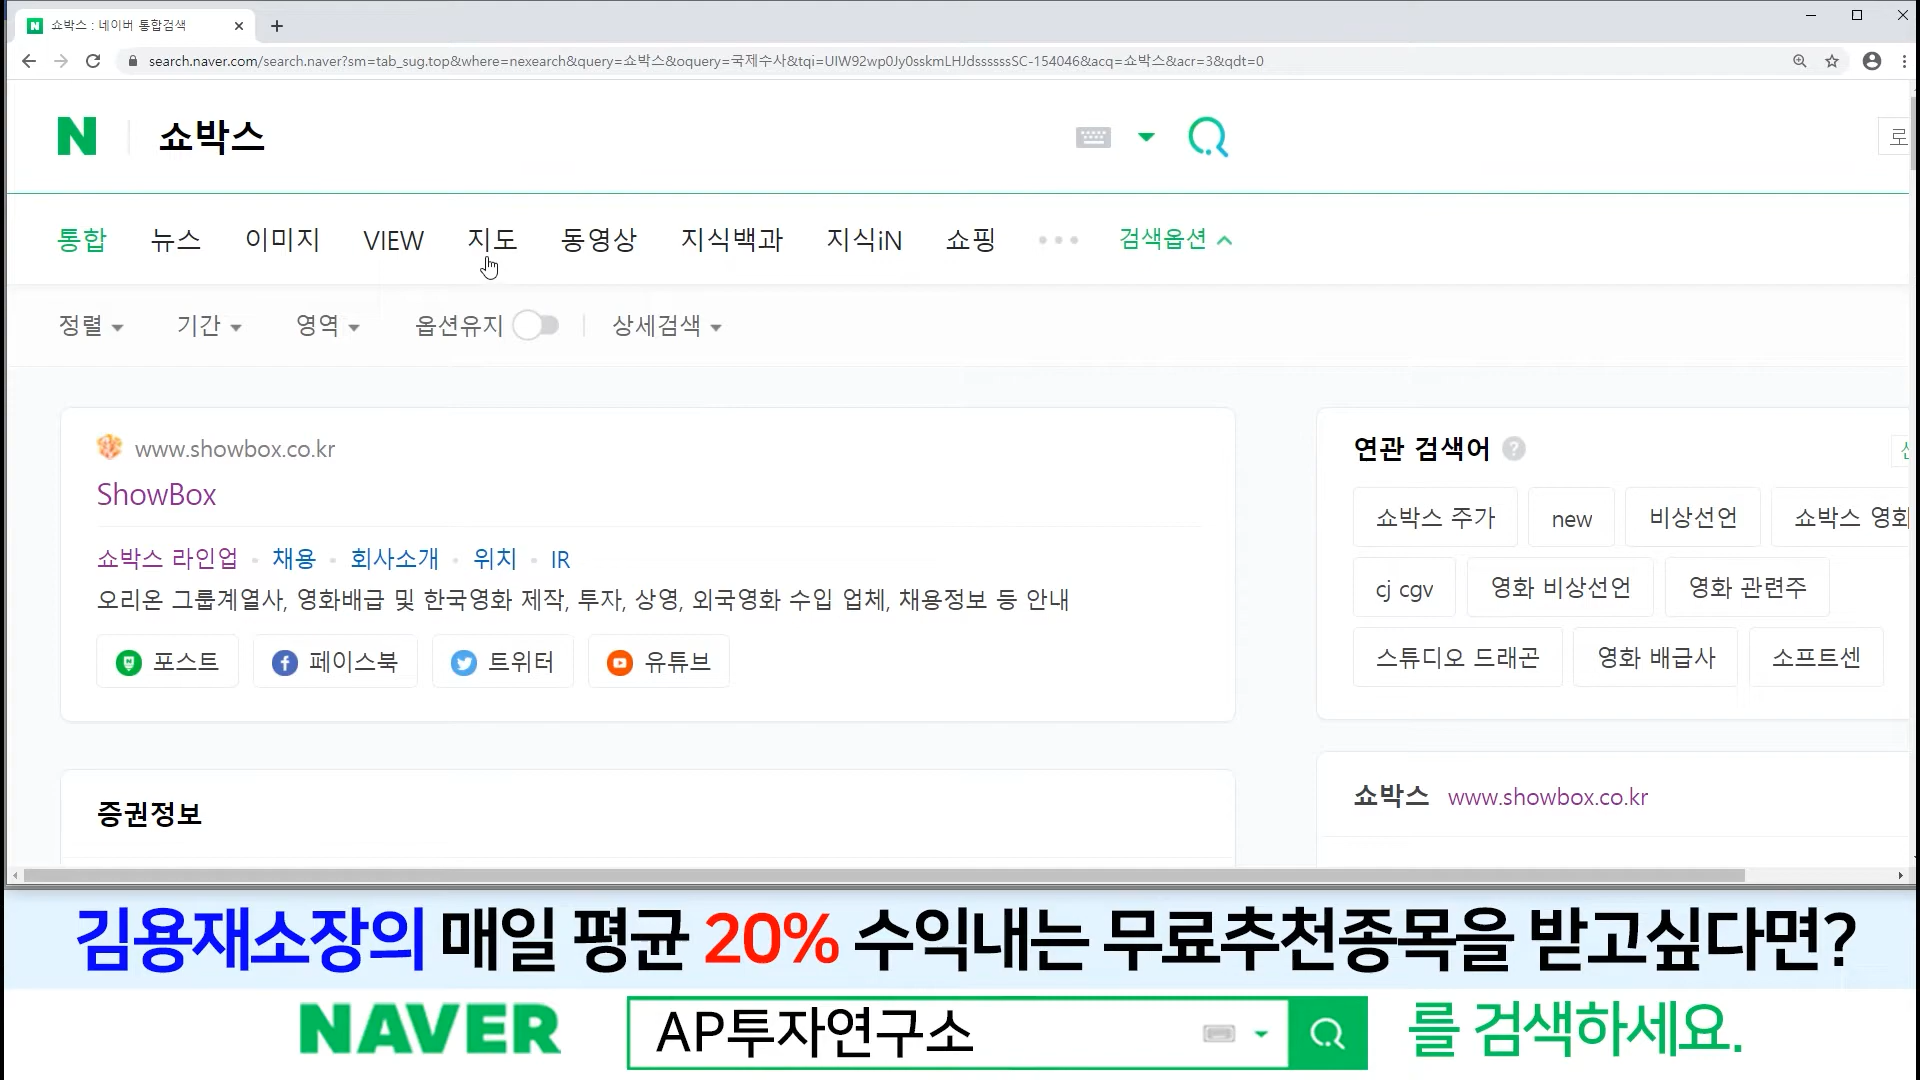 쇼박스 : 네이버 통합검색
search.naver.com/search.naver?sm=tab_sug.top&where=nexearch&query=쇼박스&oquery=국제수사&tqi=UIW92wp0Jy0sskmLHJdssssssSC-154046&acq=쇼박스&acr=3&qdt=0
N 쇼박스 로
통합 뉴스 이미지 VIEW 지도 동영상 지식백과 지식iN 쇼핑 검색옵션
정렬 기간 영역 옵션유지 상세검색
www.showbox.co.kr
ShowBox
쇼박스 라인업 · 채용 · 회사소개 · 위치 · IR
오리온 그룹계열사, 영화배급 및 한국영화 제작, 투자, 상영, 외국영화 수입 업체, 채용정보 등 안내
포스트 페이스북 트위터 유튜브
증권정보
연관 검색어 ?
쇼박스 주가 new 비상선언 쇼박스 영화
cj cgv 영화 비상선언 영화 관련주
스튜디오 드래곤 영화 배급사 소프트센
쇼박스 www.showbox.co.kr
김용재소장의 매일 평균 20% 수익내는 무료추천종목을 받고싶다면?
NAVER AP투자연구소 를 검색하세요.